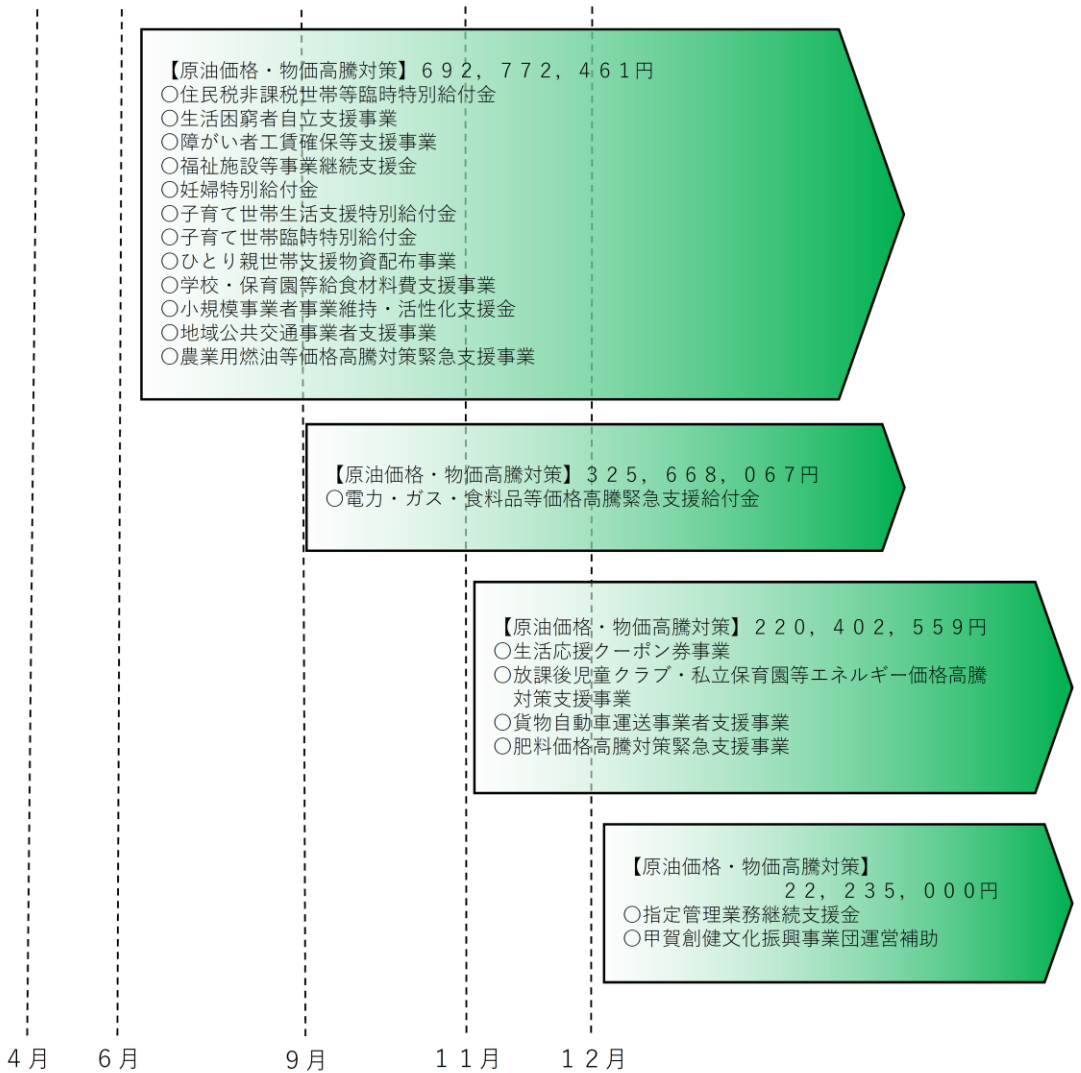 【原油価格・物価高騰対策】６９２，７７２，４６１円
○住民税非課税世帯等臨時特別給付金
○生活困窮者自立支援事業
○障がい者工賃確保等支援事業
○福祉施設等事業継続支援金
○妊婦特別給付金
○子育て世帯生活支援特別給付金
○子育て世帯臨時特別給付金
○ひとり親世帯支援物資配布事業
○学校・保育園等給食材料費支援事業
○小規模事業者事業維持・活性化支援金
○地域公共交通事業者支援事業
○農業用燃油等価格高騰対策緊急支援事業
【原油価格・物価高騰対策】３２５，６６８，０６７円
○電力・ガス・食料品等価格高騰緊急支援給付金
【原油価格・物価高騰対策】２２０，４０２，５５９円
○生活応援クーポン券事業
○放課後児童クラブ・私立保育園等エネルギー価格高騰
対策支援事業
○貨物自動車運送事業者支援事業
○肥料価格高騰対策緊急支援事業
【原油価格・物価高騰対策】
２２，２３５，０００円
○指定管理業務継続支援金
○甲賀創健文化振興事業団運営補助
４月 ６月 ９月 １１月 １２月